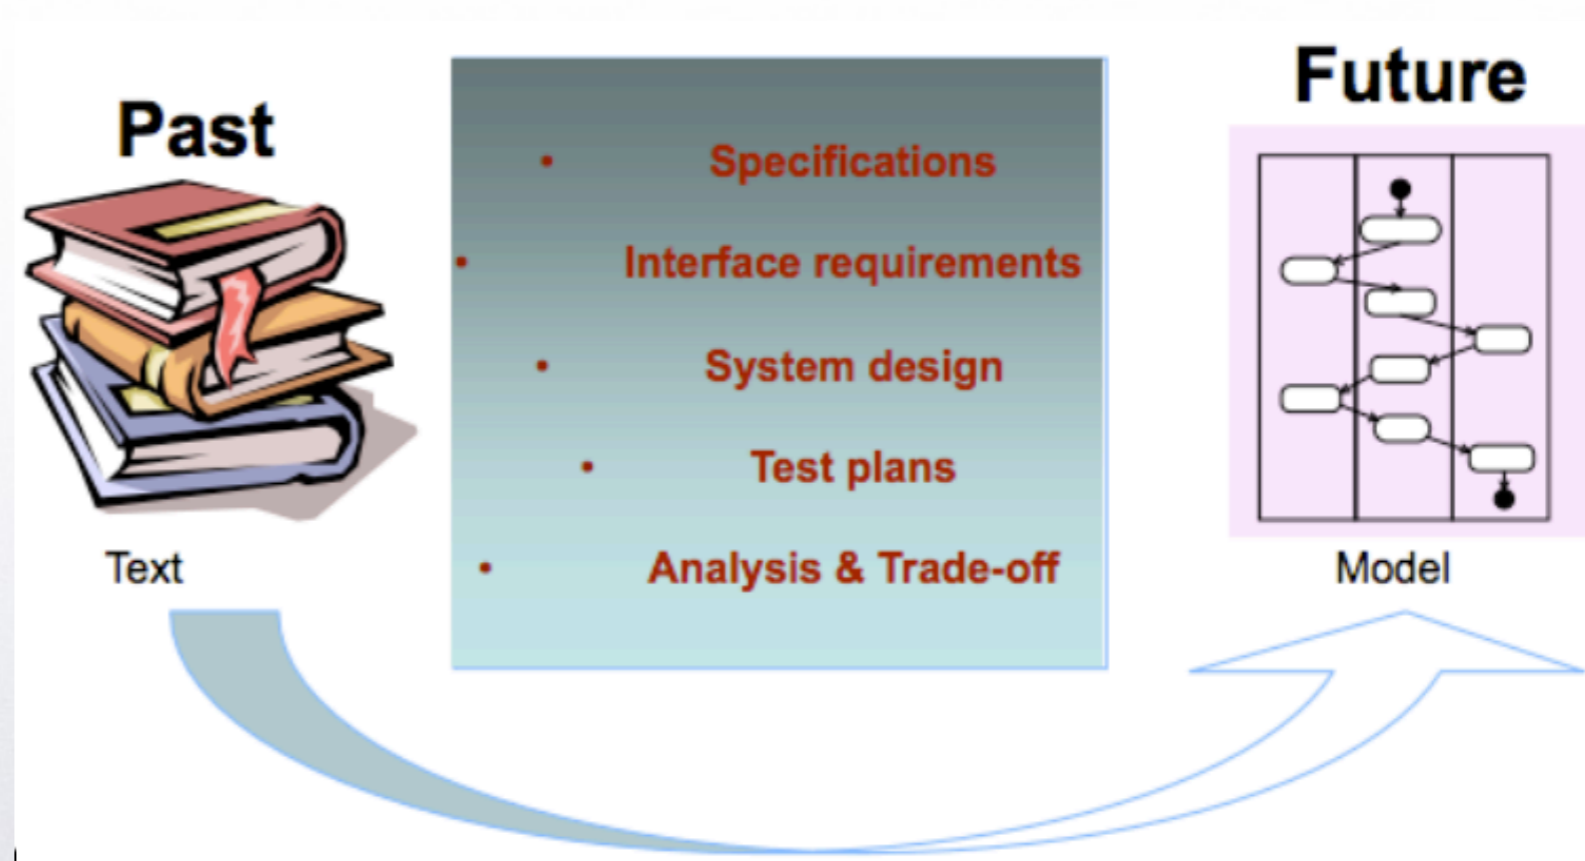 Past
Text
• Specifications
• Interface requirements
• System design
• Test plans
• Analysis & Trade-off
Future
Model